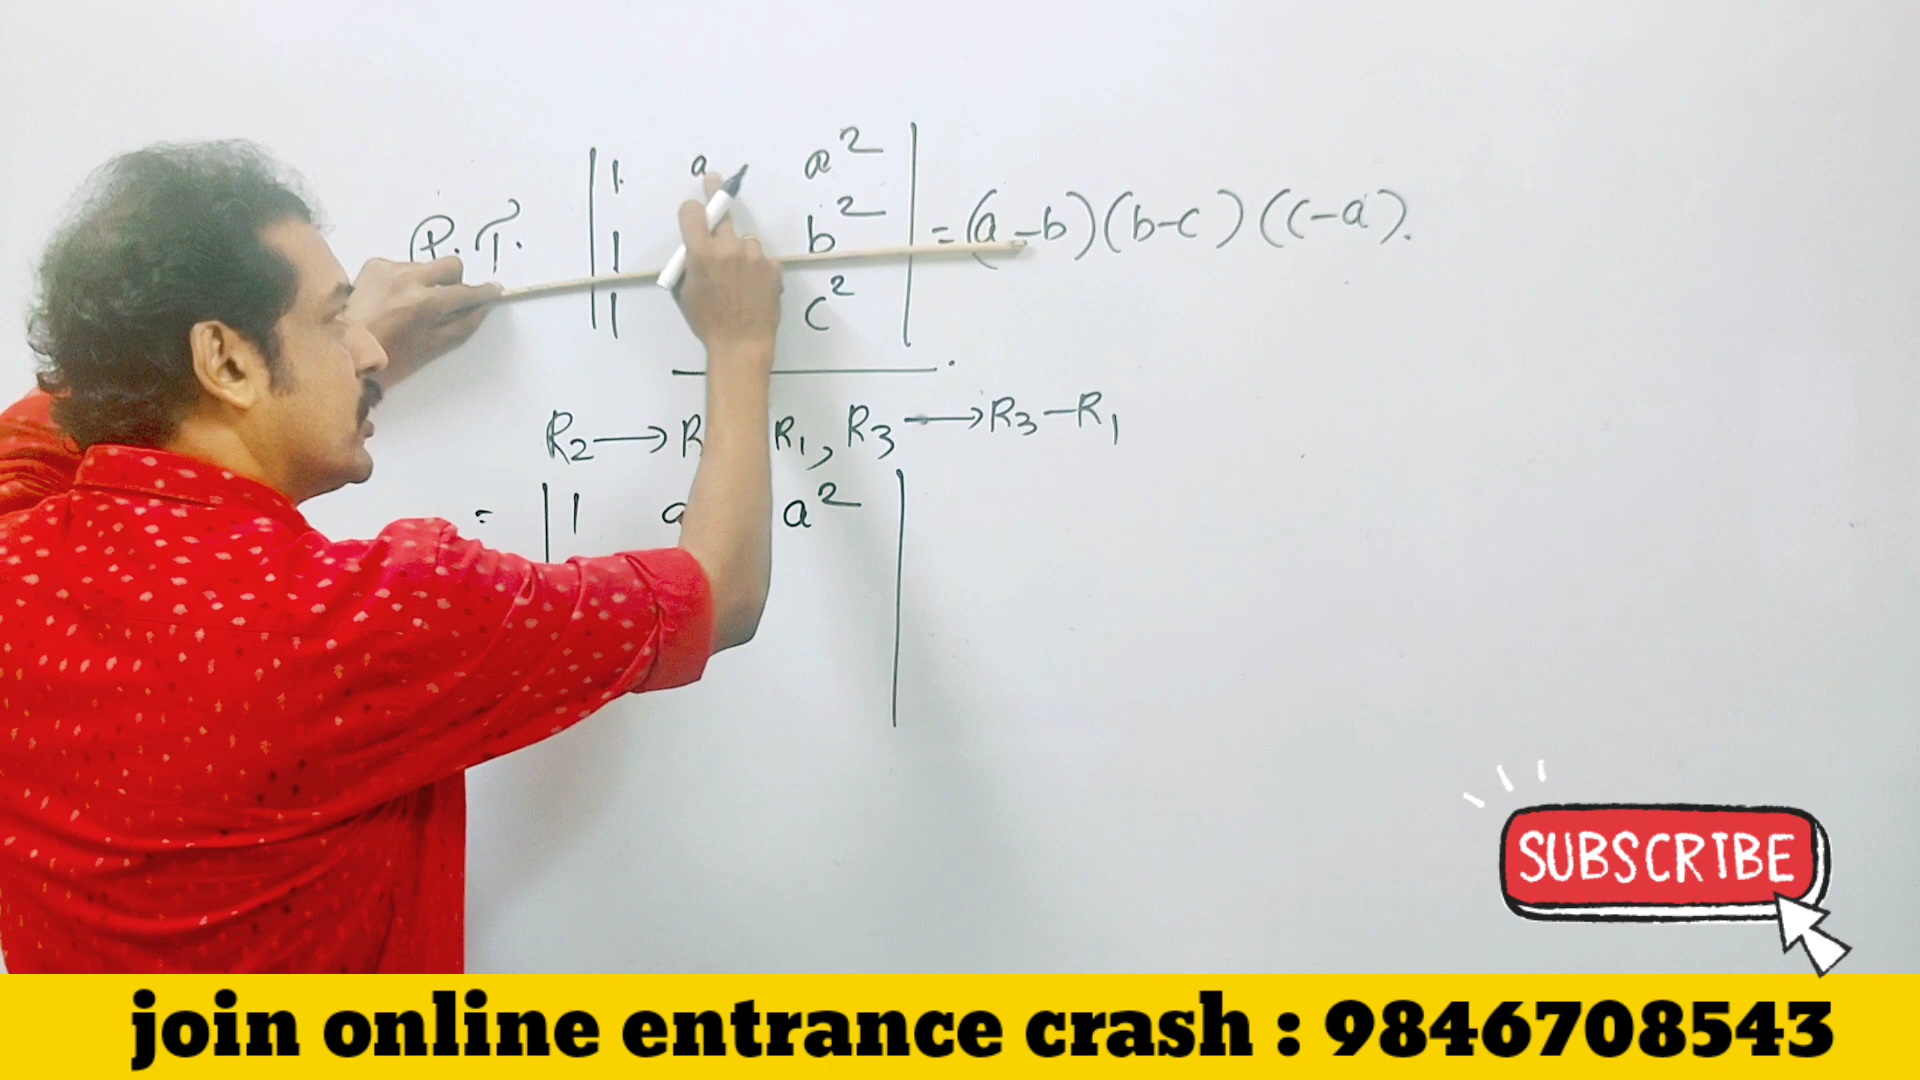 P.T. | 1 a a² |
| 1 b² | = (a-b)(b-c)(c-a).
| 1 c² |
R₂ → R R₁, R₃ → R₃ - R₁
= | 1 a a² |
SUBSCRIBE
join online entrance crash : 9846708543